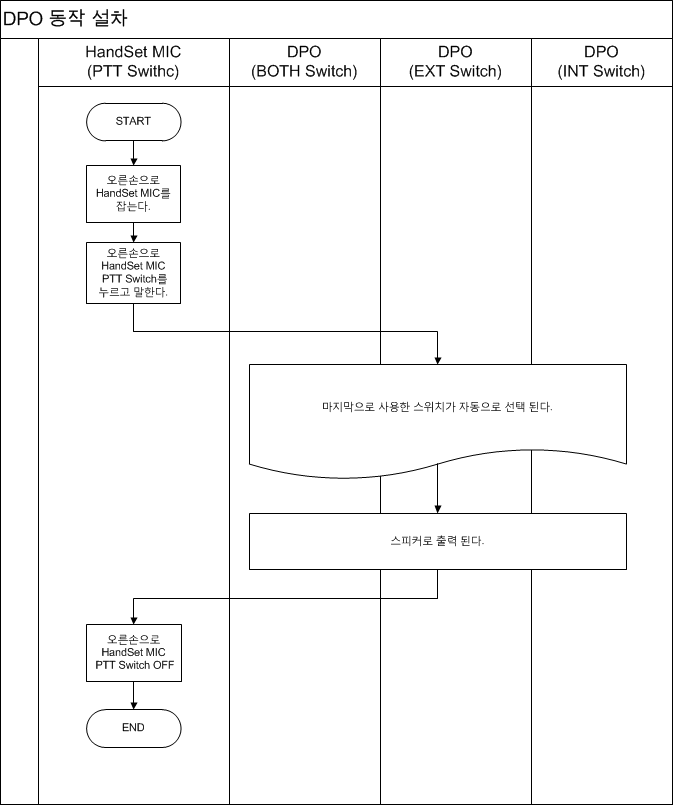 DPO 동작 설차
HandSet MIC
(PTT Swithc)
DPO
(BOTH Switch)
DPO
(EXT Switch)
DPO
(INT Switch)
START
오른손으로
HandSet MIC를
잡는다.
오른손으로
HandSet MIC
PTT Switch를
누르고 말한다.
마지막으로 사용한 스위치가 자동으로 선택 된다.
스피커로 출력 된다.
오른손으로
HandSet MIC
PTT Switch OFF
END